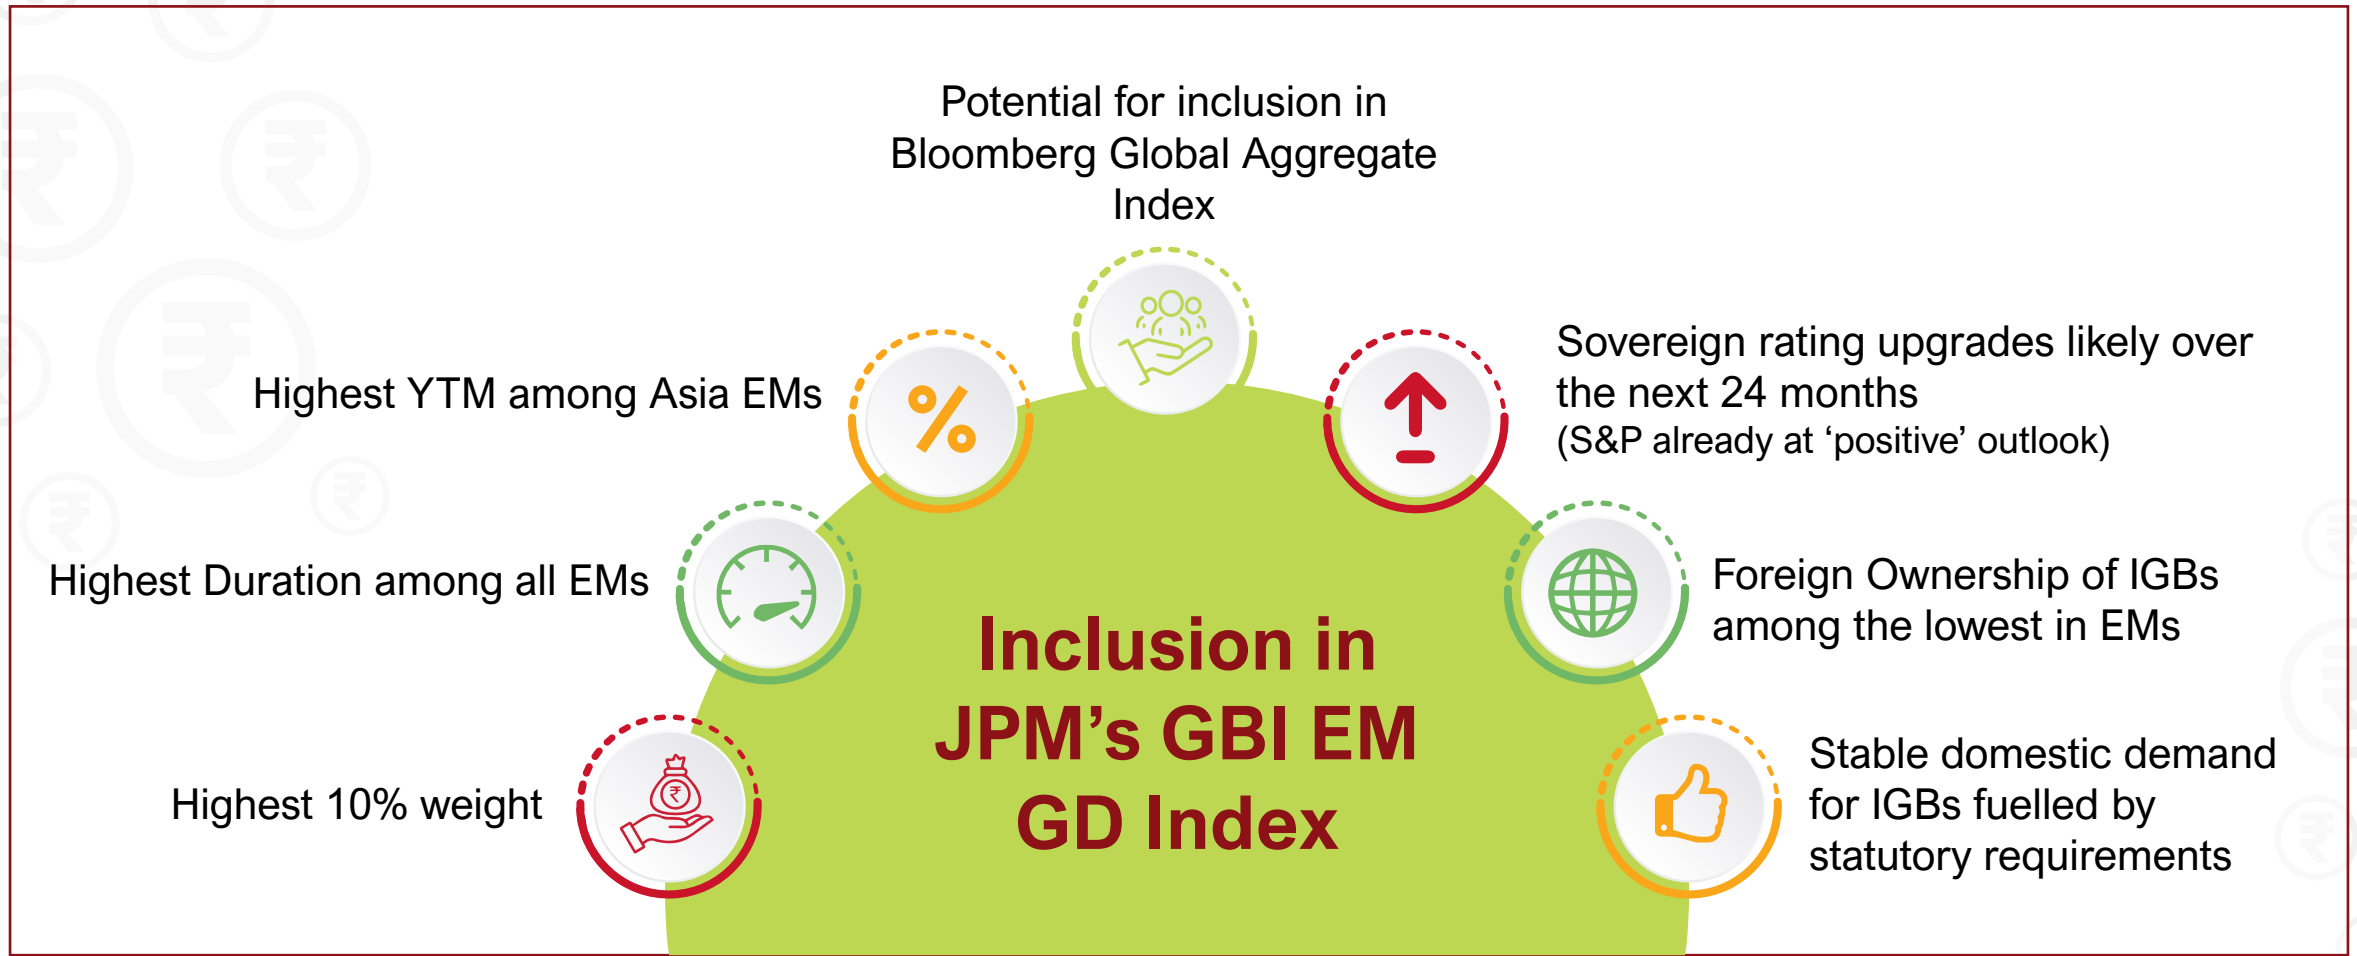 Potential for inclusion in
Bloomberg Global Aggregate
Index
Highest YTM among Asia EMs
%
Sovereign rating upgrades likely over
the next 24 months
(S&P already at ‘positive’ outlook)
Highest Duration among all EMs
Foreign Ownership of IGBs
among the lowest in EMs
Inclusion in
JPM’s GBI EM
GD Index
Highest 10% weight
₹
Stable domestic demand
for IGBs fuelled by
statutory requirements